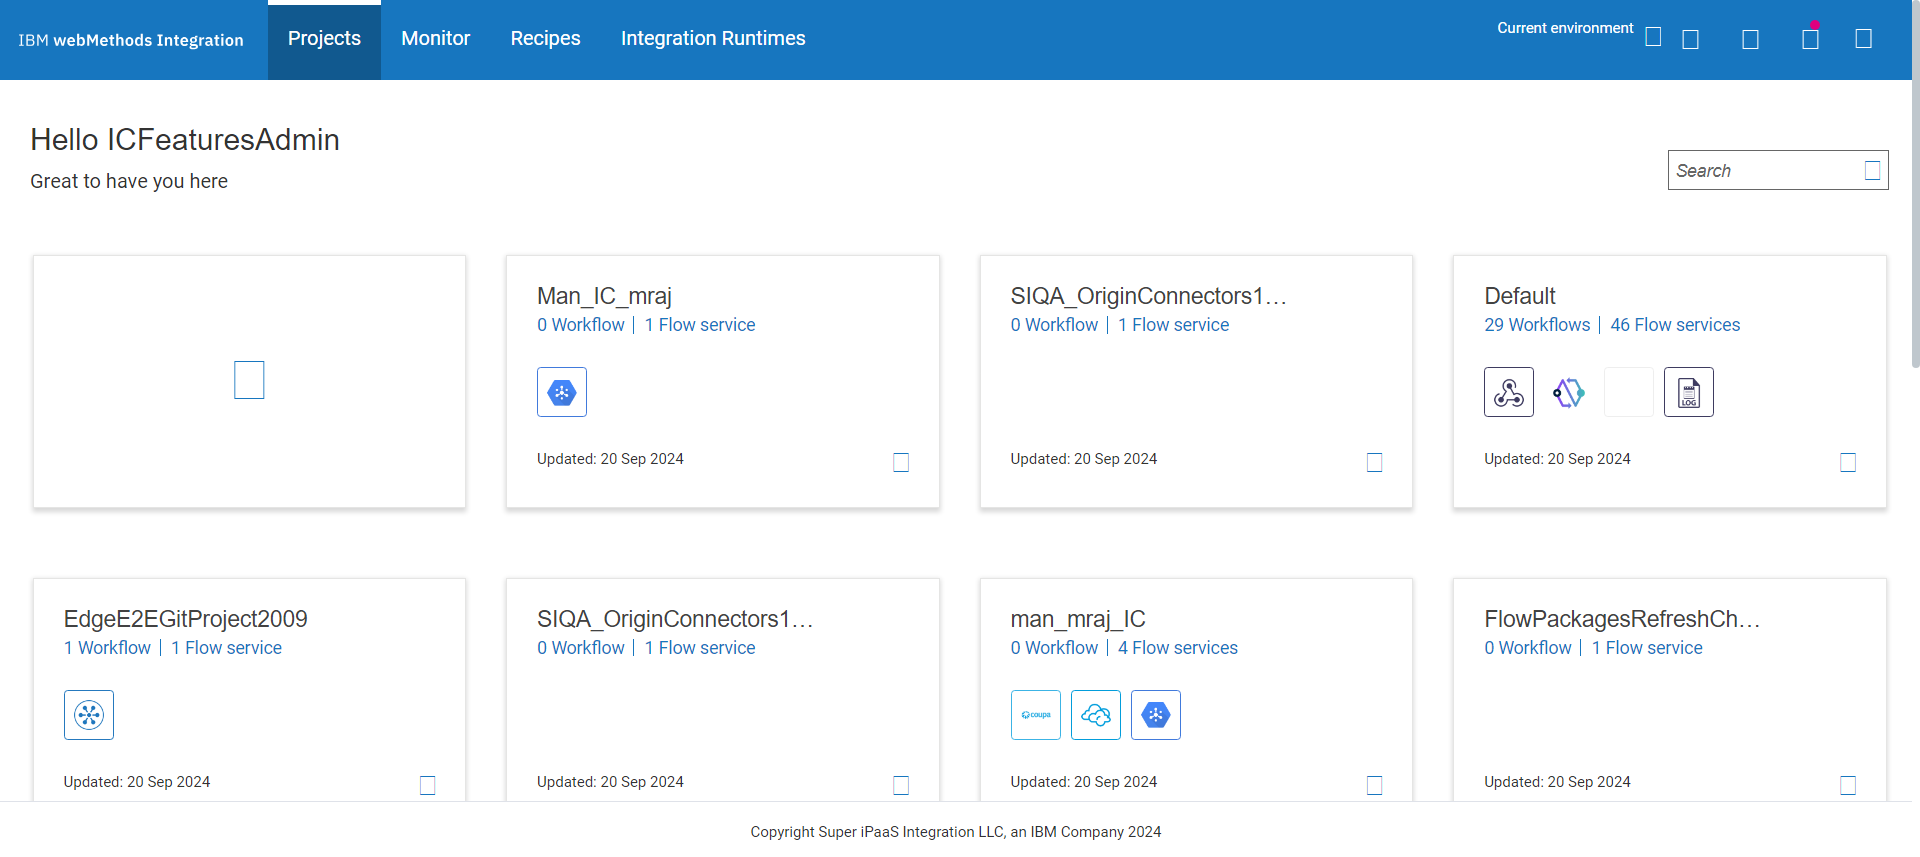 IBM webMethods Integration
Projects
Monitor
Recipes
Integration Runtimes
Current environment
Hello ICFeaturesAdmin
Great to have you here
Search
Man_IC_mraj
0 Workflow | 1 Flow service
Updated: 20 Sep 2024
SIQA_OriginConnectors1...
0 Workflow | 1 Flow service
Updated: 20 Sep 2024
Default
29 Workflows | 46 Flow services
LOG
Updated: 20 Sep 2024
EdgeE2EGitProject2009
1 Workflow | 1 Flow service
Updated: 20 Sep 2024
SIQA_OriginConnectors1...
0 Workflow | 1 Flow service
Updated: 20 Sep 2024
man_mraj_IC
0 Workflow | 4 Flow services
coupa
Updated: 20 Sep 2024
FlowPackagesRefreshCh...
0 Workflow | 1 Flow service
Updated: 20 Sep 2024
Copyright Super iPaaS Integration LLC, an IBM Company 2024